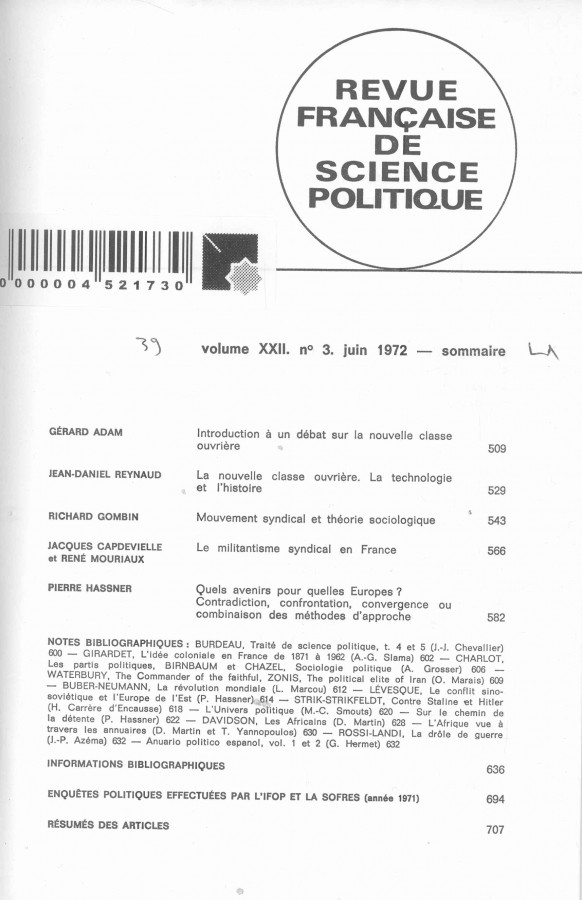 REVUE
FRANÇAISE
DE
SCIENCE
POLITIQUE
0 000004 521730
39 volume XXII. nº 3. juin 1972 — sommaire LA
GÉRARD ADAM Introduction à un débat sur la nouvelle classe
ouvrière 509
JEAN-DANIEL REYNAUD La nouvelle classe ouvrière. La technologie
et l'histoire 529
RICHARD GOMBIN Mouvement syndical et théorie sociologique 543
JACQUES CAPDEVIELLE Le militantisme syndical en France 566
et RENÉ MOURIAUX
PIERRE HASSNER Quels avenirs pour quelles Europes ?
Contradiction, confrontation, convergence ou
combinaison des méthodes d'approche 582
NOTES BIBLIOGRAPHIQUES : BURDEAU, Traité de science politique, t. 4 et 5 (J.-J. Chevallier)
600 — GIRARDET, L'idée coloniale en France de 1871 à 1962 (A.-G. Slama) 602 — CHARLOT,
Les partis politiques, BIRNBAUM et CHAZEL, Sociologie politique (A. Grosser) 606 —
WATERBURY, The Commander of the faithful, ZONIS, The political elite of Iran (O. Marais) 609
— BUBER-NEUMANN, La révolution mondiale (L. Marcou) 612 — LÉVESQUE, Le conflit sino-
soviétique et l'Europe de l'Est (P. Hassner) 614 — STRIK-STRIKFELDT, Contre Staline et Hitler
(H. Carrère d'Encausse) 618 — L'Univers politique (M.-C. Smouts) 620 — Sur le chemin de
la détente (P. Hassner) 622 — DAVIDSON, Les Africains (D. Martin) 628 — L'Afrique vue à
travers les annuaires (D. Martin et T. Yannopoulos) 630 — ROSSI-LANDI, La drôle de guerre
(J.-P. Azéma) 632 — Anuario politico espanol, vol. 1 et 2 (G. Hermet) 632
INFORMATIONS BIBLIOGRAPHIQUES 636
ENQUÊTES POLITIQUES EFFECTUÉES PAR L'IFOP ET LA SOFRES (année 1971) 694
RÉSUMÉS DES ARTICLES 707